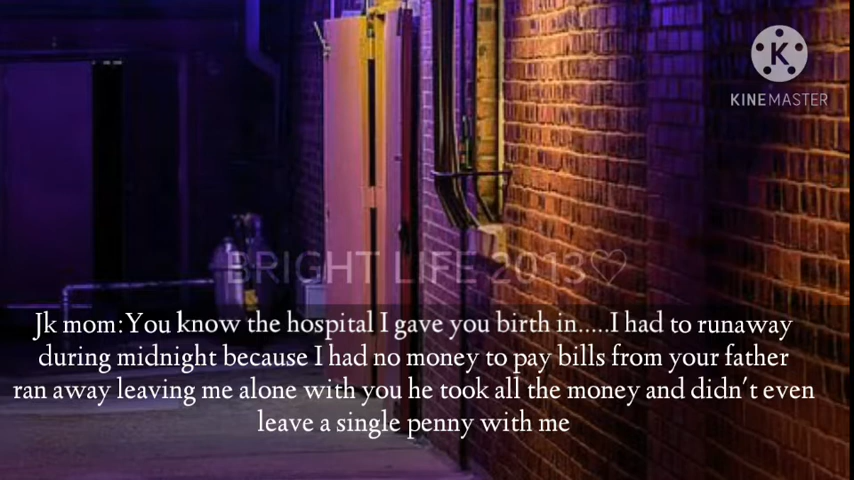 KINEMASTER
BRIGHT LIFE 2013♡
Jk mom:You know the hospital I gave you birth in.....I had to runaway
during midnight because I had no money to pay bills from your father
ran away leaving me alone with you he took all the money and didn't even
leave a single penny with me